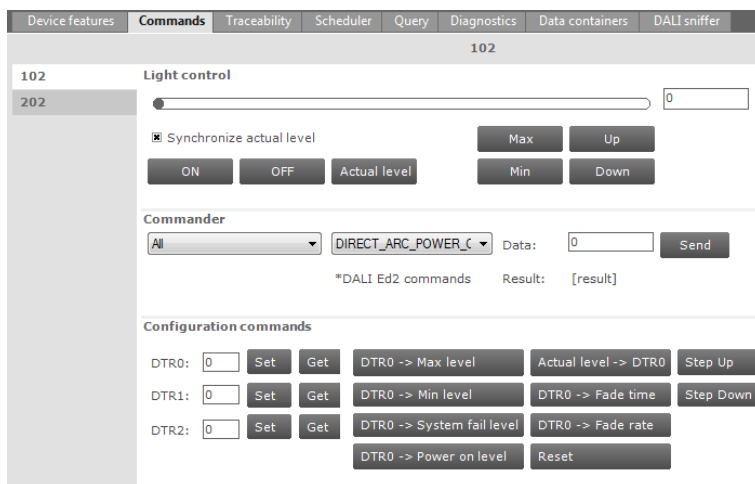 Device features Commands Traceability Scheduler Query Diagnostics Data containers DALI sniffer
102
102
202
Light control
0
Synchronize actual level
Max Up
ON OFF Actual level Min Down
Commander
All DIRECT_ARC_POWER_C Data: 0 Send
*DALI Ed2 commands Result: [result]
Configuration commands
DTR0: 0 Set Get DTR0 -> Max level Actual level -> DTR0 Step Up
DTR1: 0 Set Get DTR0 -> Min level DTR0 -> Fade time Step Down
DTR2: 0 Set Get DTR0 -> System fail level DTR0 -> Fade rate
DTR0 -> Power on level Reset